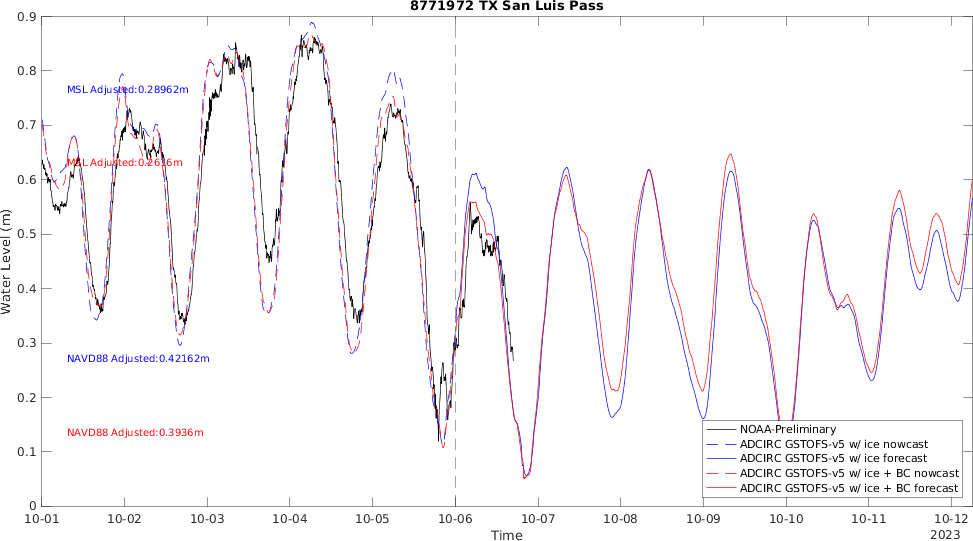 8771972 TX San Luis Pass
Water Level (m)
0.9
0.8
0.7
0.6
0.5
0.4
0.3
0.2
0.1
0
MSL Adjusted:0.28962m
MSL Adjusted:0.2616m
NAVD88 Adjusted:0.42162m
NAVD88 Adjusted:0.3936m
NOAA-Preliminary
ADCIRC GSTOFS-v5 w/ ice nowcast
ADCIRC GSTOFS-v5 w/ ice forecast
ADCIRC GSTOFS-v5 w/ ice + BC nowcast
ADCIRC GSTOFS-v5 w/ ice + BC forecast
10-01 10-02 10-03 10-04 10-05 10-06 10-07 10-08 10-09 10-10 10-11 10-12
Time
2023